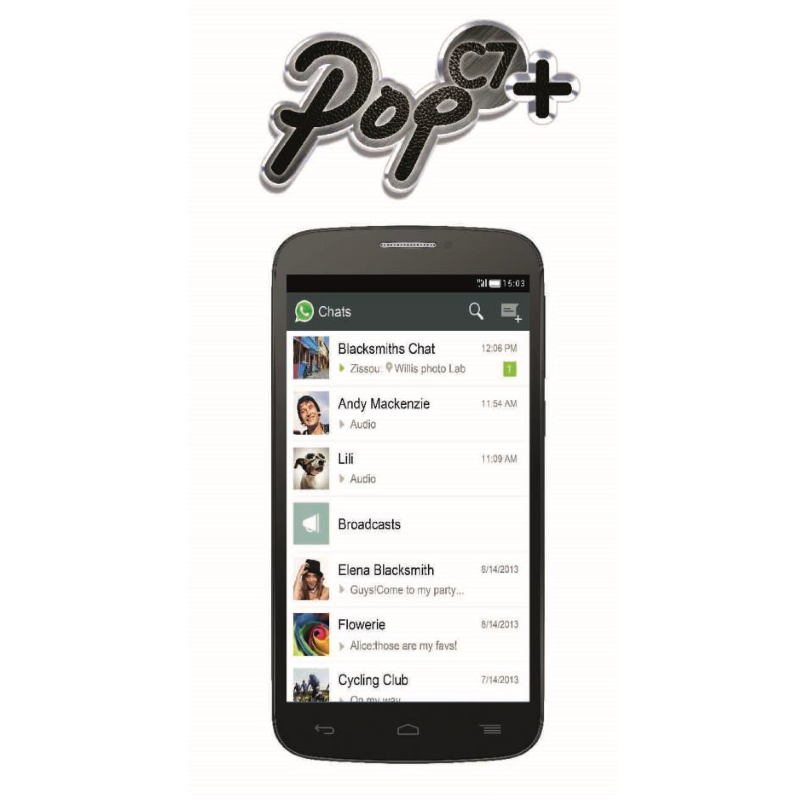 Pop C7+
15:03
Chats
Blacksmiths Chat 12:06 PM
Zissou: Willis photo Lab 1
Andy Mackenzie 11:54 AM
Audio
Lili 11:09 AM
Audio
Broadcasts
Elena Blacksmith 8/14/2013
Guys!Come to my party...
Flowerie 8/14/2013
Alice:those are my favs!
Cycling Club 7/14/2013
On my way